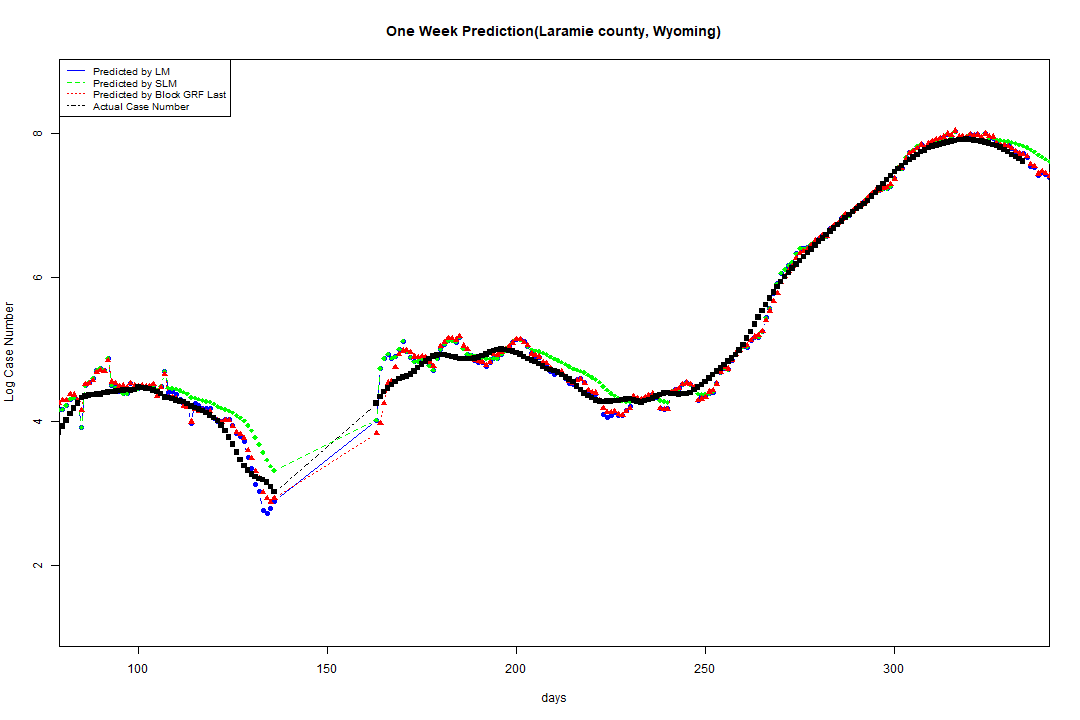 One Week Prediction(Laramie county, Wyoming)
Predicted by LM
Predicted by SLM
Predicted by Block GRF Last
Actual Case Number
8
6
4
2
Log Case Number
100 150 200 250 300
days